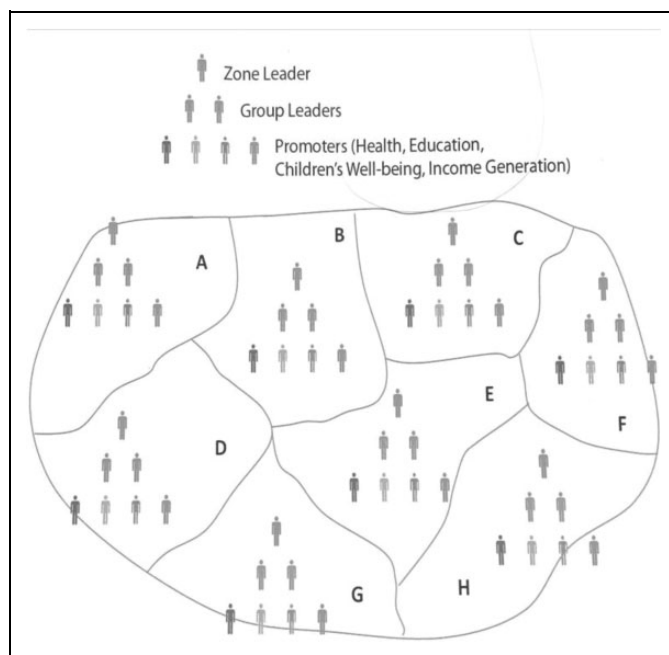 Zone Leader
Group Leaders
Promoters (Health, Education,
Children's Well-being, Income Generation)
A
B
C
D
E
F
G
H